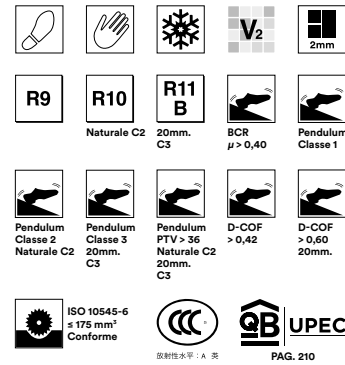 V2
2mm
R9
R10
R11
B
Naturale C2
20mm.
C3
BCR
μ > 0,40
Pendulum
Classe 1
Pendulum
Classe 2
Naturale C2
Pendulum
Classe 3
20mm.
C3
Pendulum
PTV > 36
Naturale C2
20mm.
C3
D-COF
> 0,42
D-COF
> 0,60
20mm.
ISO 10545-6
≤ 175 mm³
Conforme
CCC
放射性水平：A 类
QB
UPEC
PAG. 210